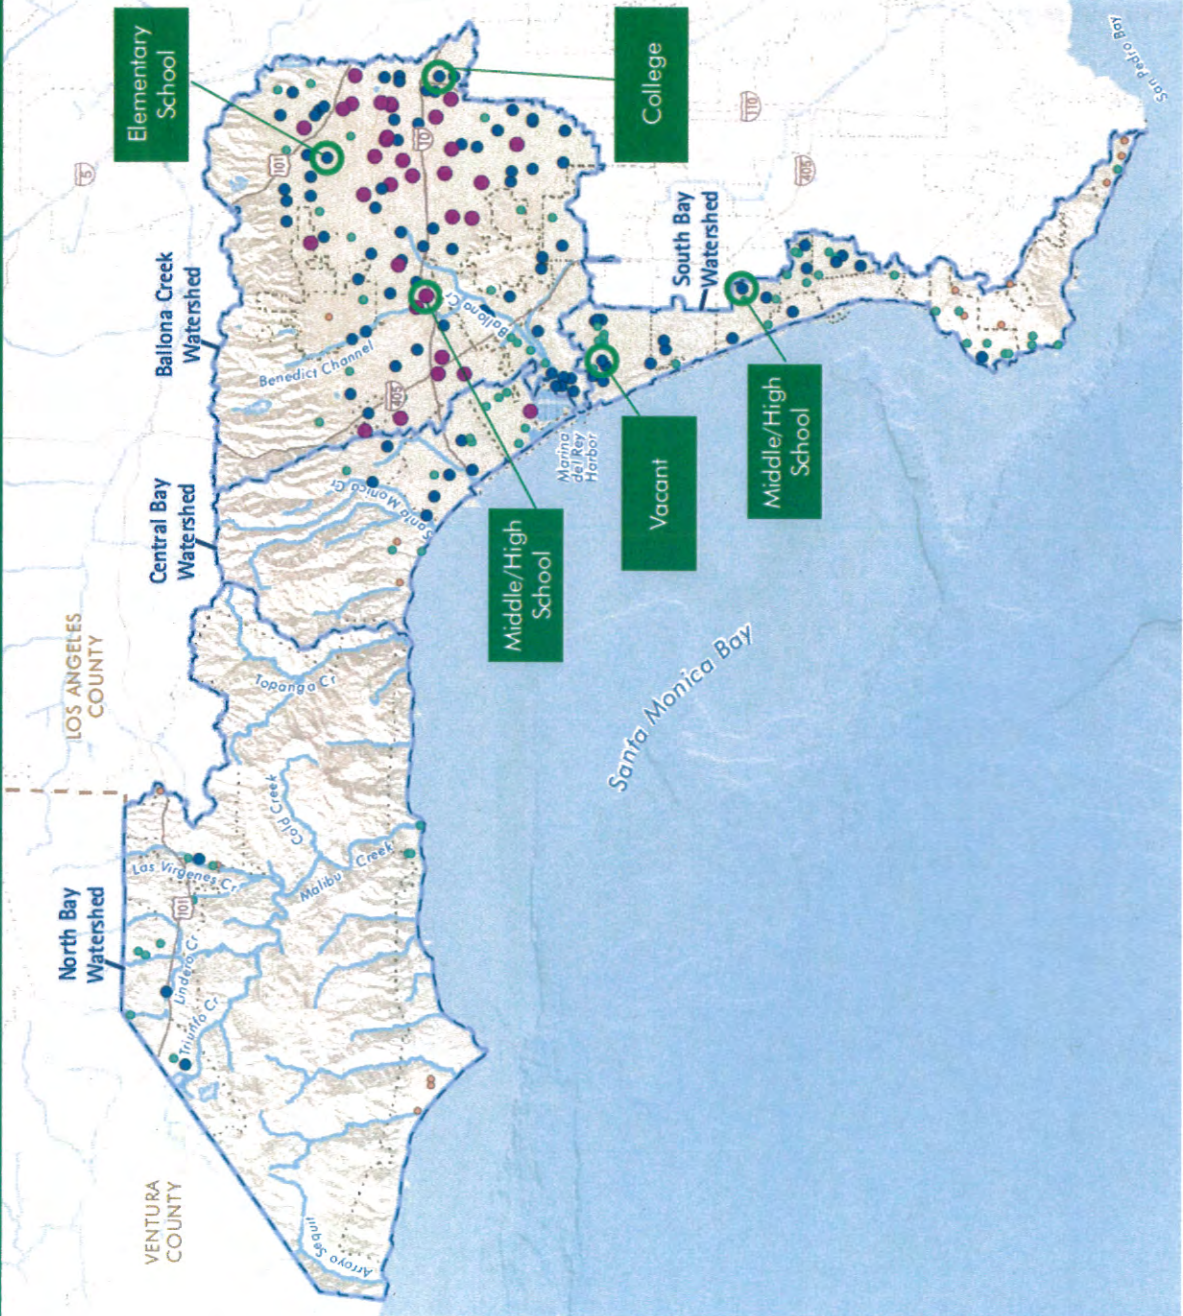 VENTURA
COUNTY
North Bay
Watershed
LOS ANGELES
COUNTY
Central Bay
Watershed
Ballona Creek
Watershed
Elementary
School
5
101
Arroyo Sequit
Triunfo Cr
Lindero Cr
101
Las Virgenes Cr
Cold Creek
Malibu Creek
Topanga Cr
Santa Monica Cr
405
Benedict Channel
Ballona Cr
10
College
Middle/High
School
Marina
del Rey
Harbor
Vacant
South Bay
Watershed
110
405
Middle/High
School
Santa Monica Bay
San Pedro Bay